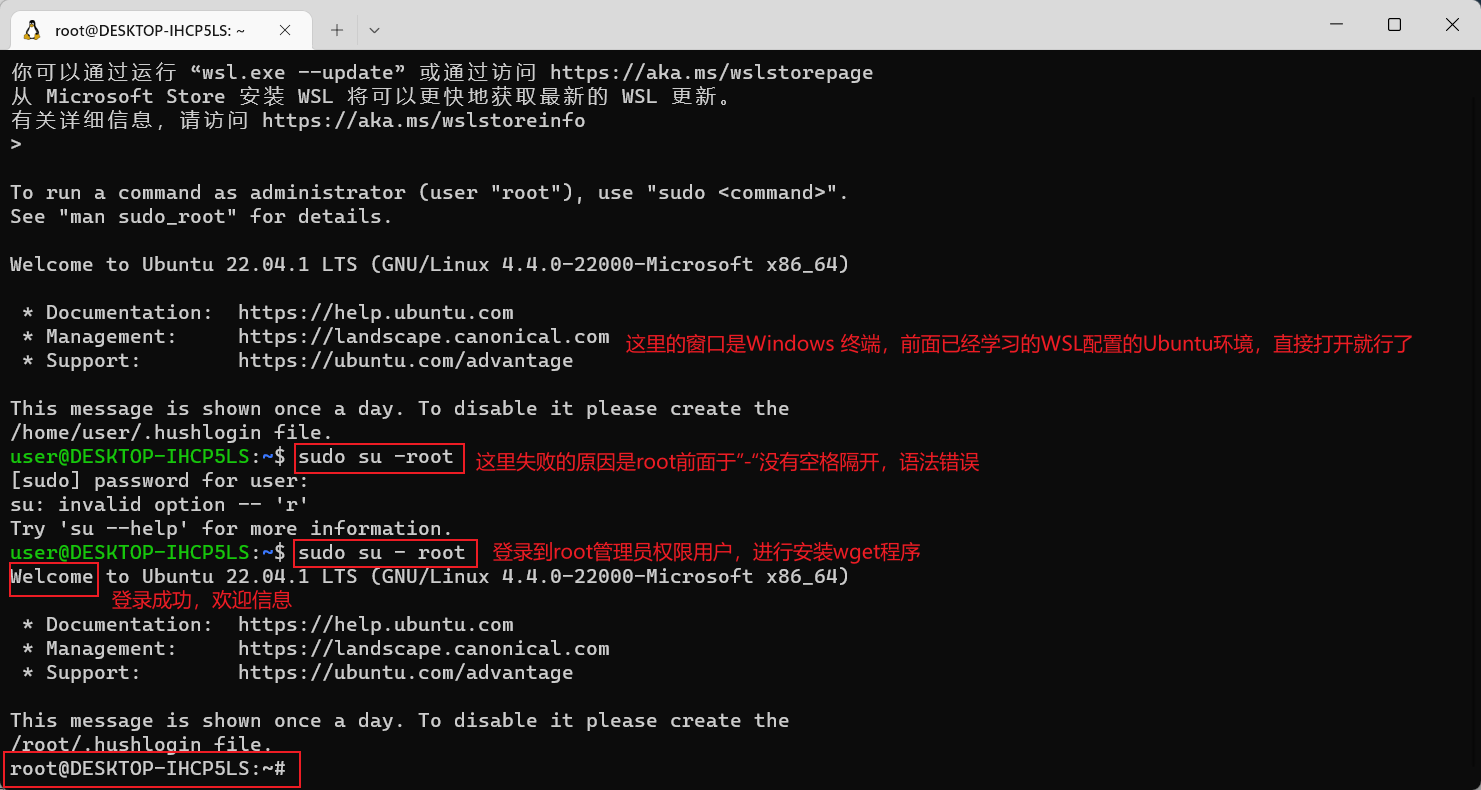 root@DESKTOP-IHCP5LS: ~
你可以通过运行 “wsl.exe --update” 或通过访问 https://aka.ms/wslstorepage
从 Microsoft Store 安装 WSL 将可以更快地获取最新的 WSL 更新。
有关详细信息，请访问 https://aka.ms/wslstoreinfo
>
To run a command as administrator (user "root"), use "sudo <command>".
See "man sudo_root" for details.
Welcome to Ubuntu 22.04.1 LTS (GNU/Linux 4.4.0-22000-Microsoft x86_64)
* Documentation:  https://help.ubuntu.com
* Management:     https://landscape.canonical.com 这里的窗口是Windows 终端，前面已经学习的WSL配置的Ubuntu环境，直接打开就行了
* Support:        https://ubuntu.com/advantage
This message is shown once a day. To disable it please create the
/home/user/.hushlogin file.
user@DESKTOP-IHCP5LS:~$ sudo su -root 这里失败的原因是root前面于“-“没有空格隔开，语法错误
[sudo] password for user:
su: invalid option -- 'r'
Try 'su --help' for more information.
user@DESKTOP-IHCP5LS:~$ sudo su - root 登录到root管理员权限用户，进行安装wget程序
Welcome to Ubuntu 22.04.1 LTS (GNU/Linux 4.4.0-22000-Microsoft x86_64)
登录成功，欢迎信息
* Documentation:  https://help.ubuntu.com
* Management:     https://landscape.canonical.com
* Support:        https://ubuntu.com/advantage
This message is shown once a day. To disable it please create the
/root/.hushlogin file.
root@DESKTOP-IHCP5LS:~#